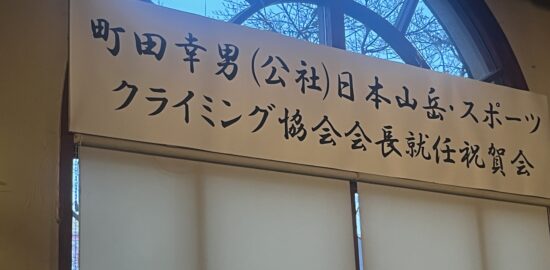 町田幸男(公社)日本山岳・スポーツ
クライミング協会会長就任祝賀会